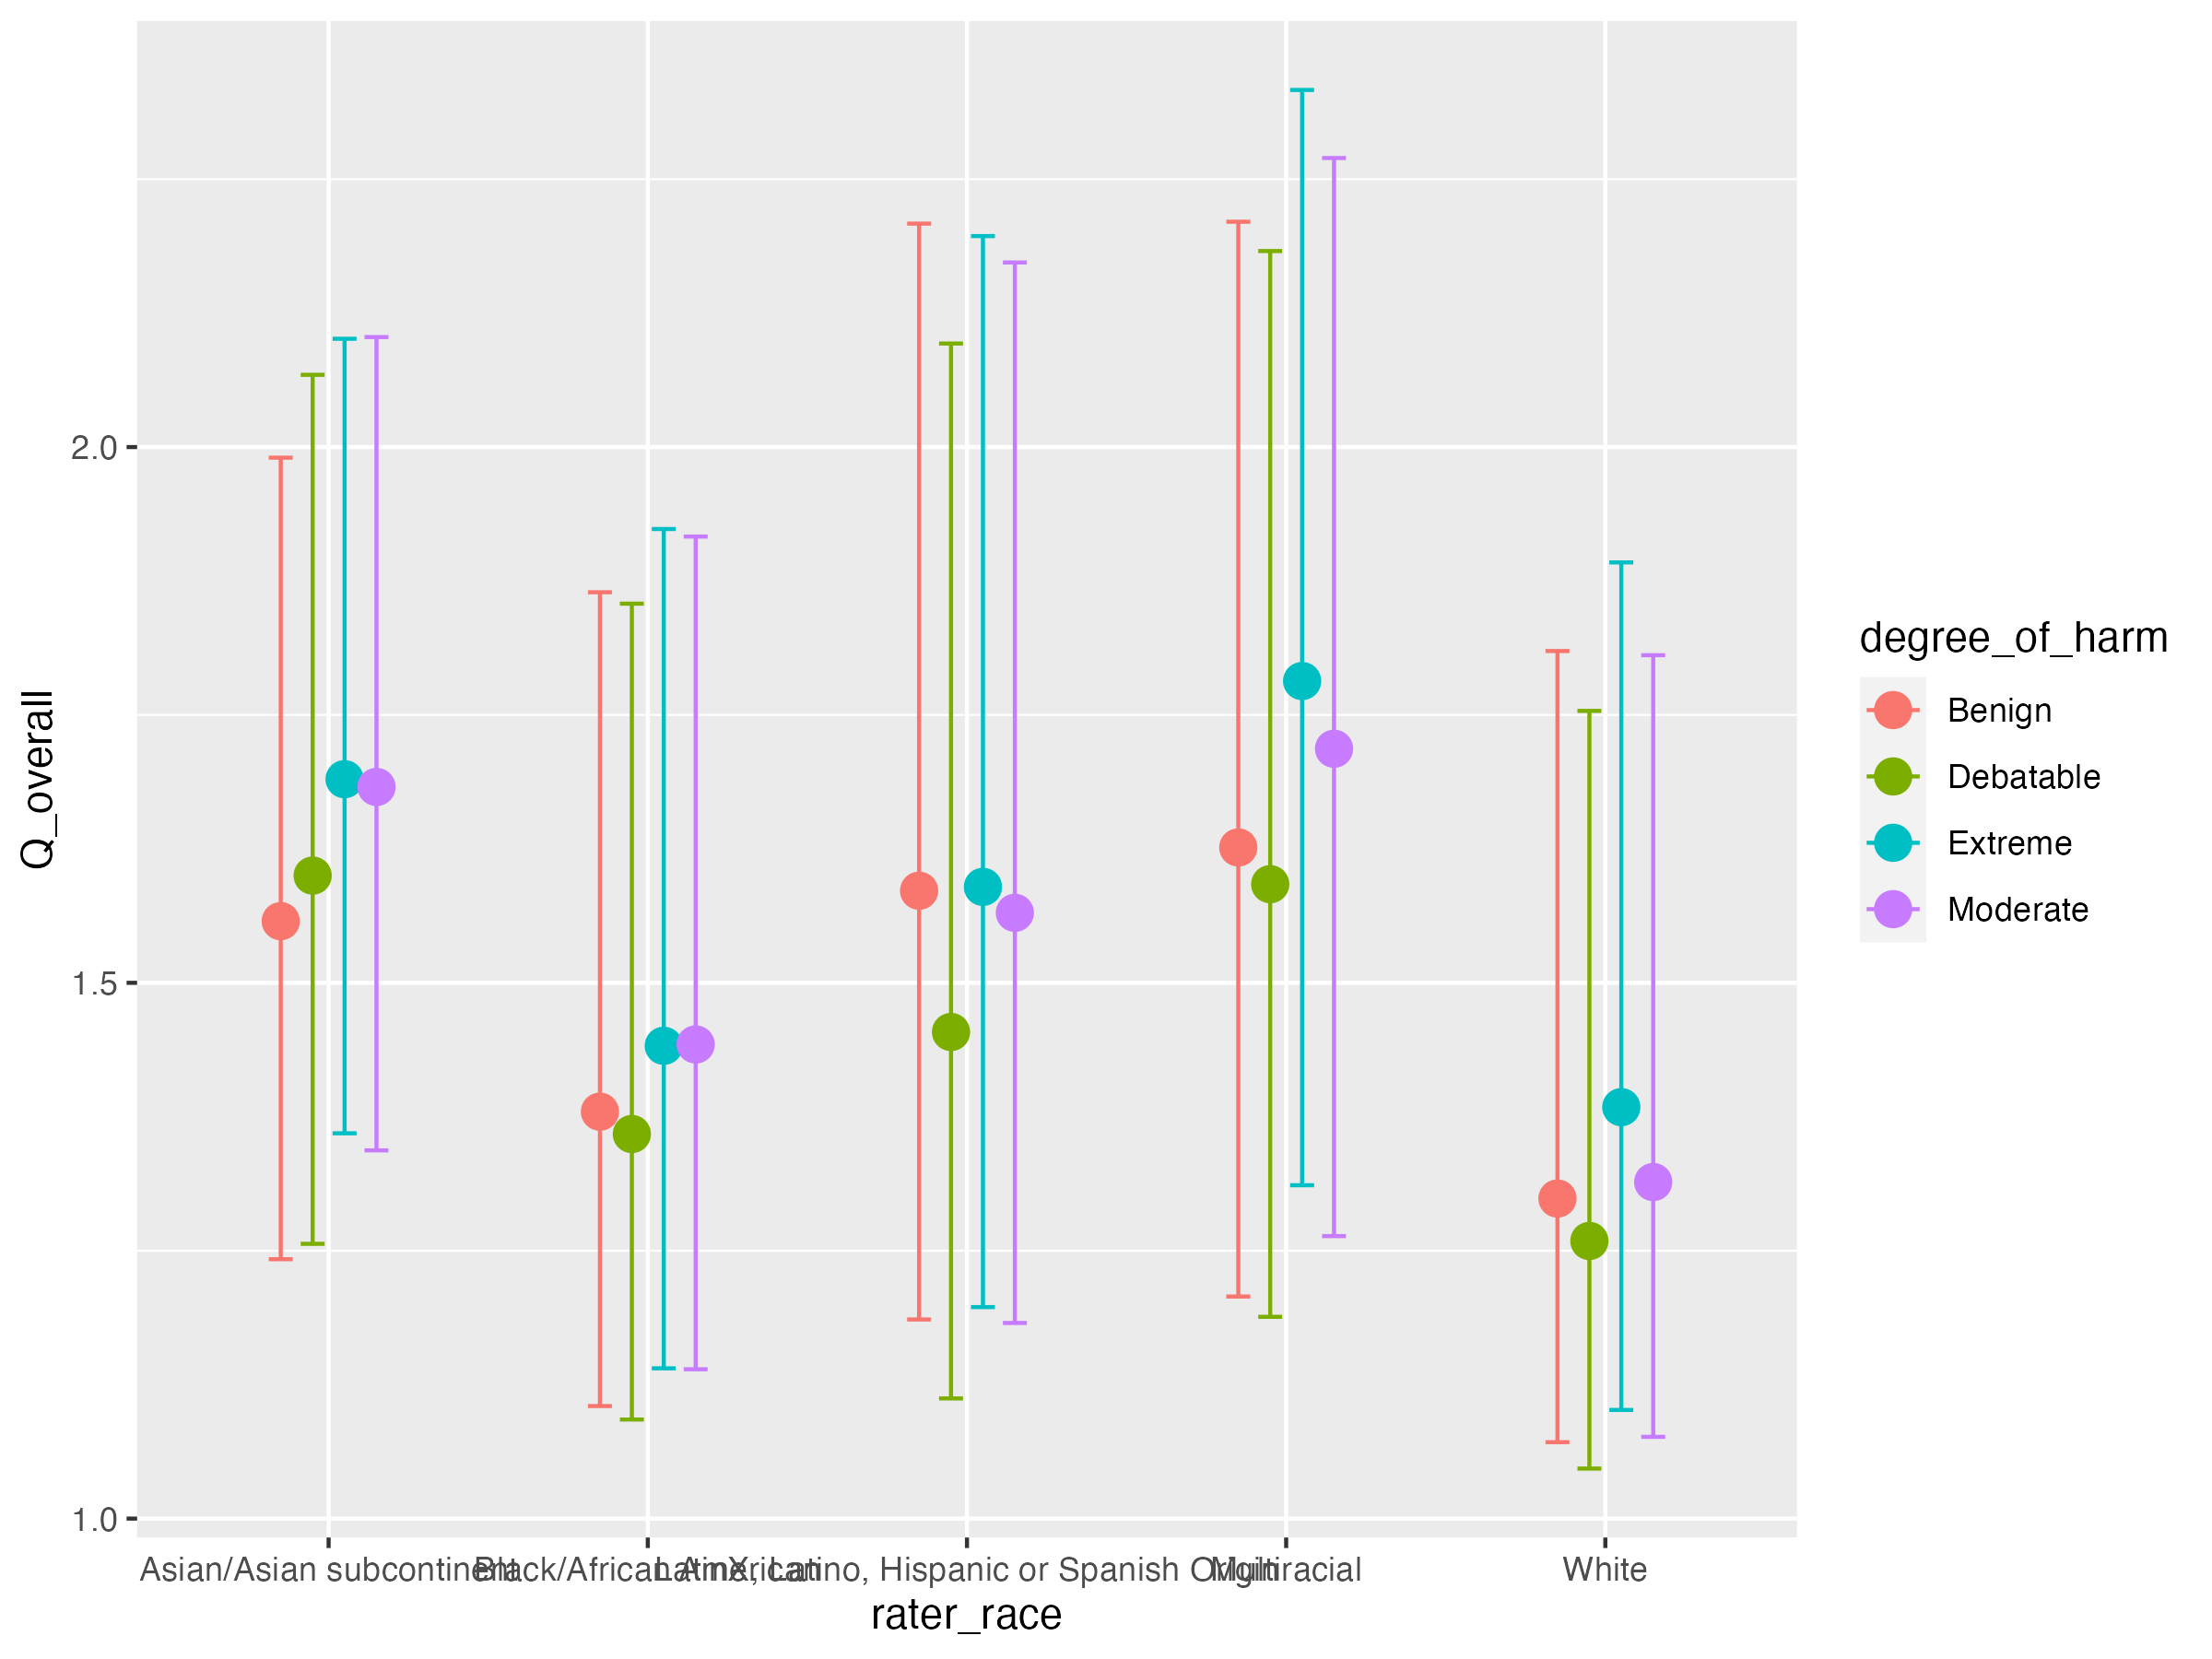 Q_overall
2.0
1.5
1.0
Asian/Asian subcontinent
Black/African American
LatinX, Latino, Hispanic or Spanish Origin
Multiracial
White
rater_race
degree_of_harm
Benign
Debatable
Extreme
Moderate